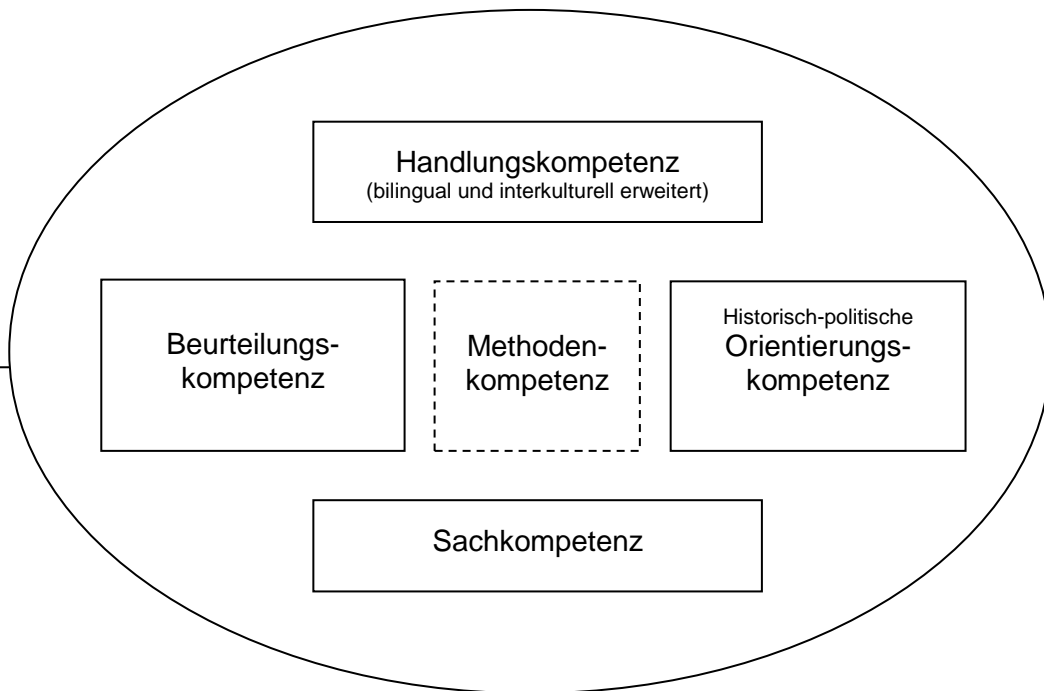 Handlungskompetenz
(bilingual und interkulturell erweitert)
Beurteilungs-
kompetenz
Methoden-
kompetenz
Historisch-politische
Orientierungs-
kompetenz
Sachkompetenz